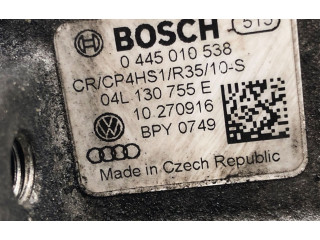 BOSCH 519
0 445 010 538
CR/CP4HS1/R35/10-S
04L 130 755 E
10 270916
BPY 0749
Made in Czech Republic